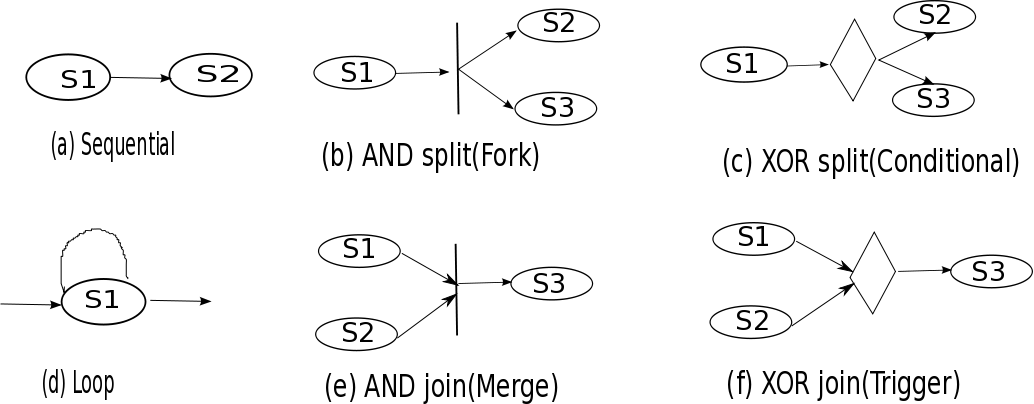 S1
S2
(a) Sequential
S1
S2
S3
(b) AND split(Fork)
S1
S2
S3
(c) XOR split(Conditional)
S1
(d) Loop
S1
S2
S3
(e) AND join(Merge)
S1
S2
S3
(f) XOR join(Trigger)